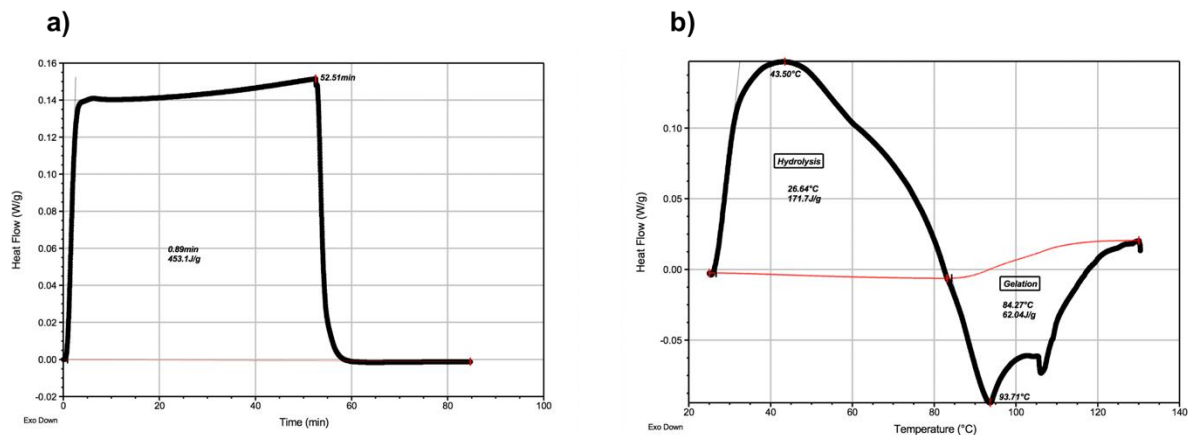 a)
0.16
0.14
0.12
0.10
0.08
0.06
0.04
0.02
0.00
-0.02
Heat Flow (W/g)
52.51min
0.89min
453.1J/g
0
20
40
60
80
100
Exo Down
Time (min)
b)
0.10
0.05
0.00
-0.05
Heat Flow (W/g)
43.50°C
Hydrolysis
26.64°C
171.7J/g
Gelation
84.27°C
62.04J/g
93.71°C
20
40
60
80
100
120
140
Exo Down
Temperature (°C)